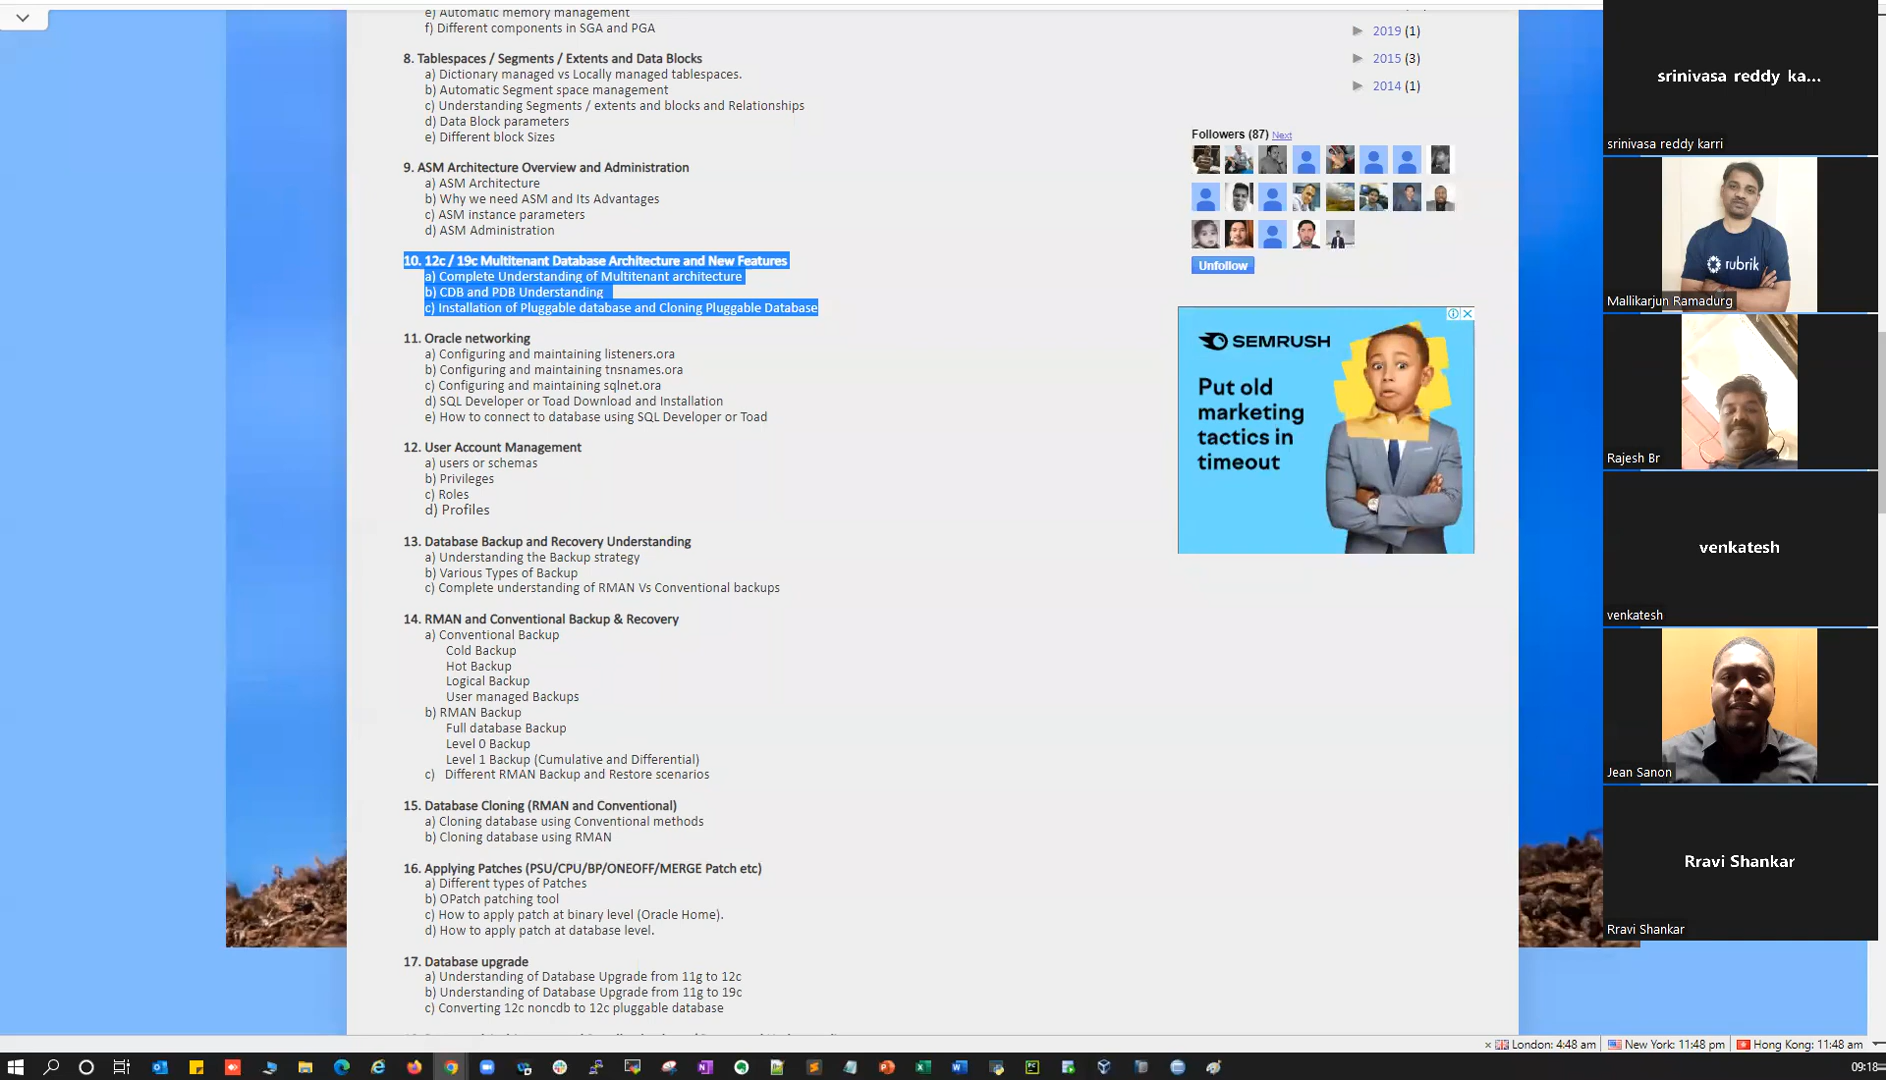 e) Automatic memory management
f) Different components in SGA and PGA
8. Tablespaces / Segments / Extents and Data Blocks
a) Dictionary managed vs Locally managed tablespaces.
b) Automatic Segment space management
c) Understanding Segments / extents and blocks and Relationships
d) Data Block parameters
e) Different block Sizes
9. ASM Architecture Overview and Administration
a) ASM Architecture
b) Why we need ASM and Its Advantages
c) ASM instance parameters
d) ASM Administration
10. 12c / 19c Multitenant Database Architecture and New Features
a) Complete Understanding of Multitenant architecture
b) CDB and PDB Understanding
c) Installation of Pluggable database and Cloning Pluggable Database
11. Oracle networking
a) Configuring and maintaining listeners.ora
b) Configuring and maintaining tnsnames.ora
c) Configuring and maintaining sqlnet.ora
d) SQL Developer or Toad Download and Installation
e) How to connect to database using SQL Developer or Toad
12. User Account Management
a) users or schemas
b) Privileges
c) Roles
d) Profiles
13. Database Backup and Recovery Understanding
a) Understanding the Backup strategy
b) Various Types of Backup
c) Complete understanding of RMAN Vs Conventional backups
14. RMAN and Conventional Backup & Recovery
a) Conventional Backup
Cold Backup
Hot Backup
Logical Backup
User managed Backups
b) RMAN Backup
Full database Backup
Level 0 Backup
Level 1 Backup (Cumulative and Differential)
c) Different RMAN Backup and Restore scenarios
15. Database Cloning (RMAN and Conventional)
a) Cloning database using Conventional methods
b) Cloning database using RMAN
16. Applying Patches (PSU/CPU/BP/ONEOFF/MERGE Patch etc)
a) Different types of Patches
b) OPatch patching tool
c) How to apply patch at binary level (Oracle Home).
d) How to apply patch at database level.
17. Database upgrade
a) Understanding of Database Upgrade from 11g to 12c
b) Understanding of Database Upgrade from 11g to 19c
c) Converting 12c noncdb to 12c pluggable database
► 2019 (1)
► 2015 (3)
► 2014 (1)
Followers (87) Next
Unfollow
SEMRUSH
Put old
marketing
tactics in
timeout
srinivasa reddy ka...
srinivasa reddy karri
rubrik
Mallikarjun Ramadurg
Rajesh Br
venkatesh
venkatesh
Jean Sanon
Rravi Shankar
Rravi Shankar
London: 4:48 am
New York: 11:48 pm
Hong Kong: 11:48 am
09:18